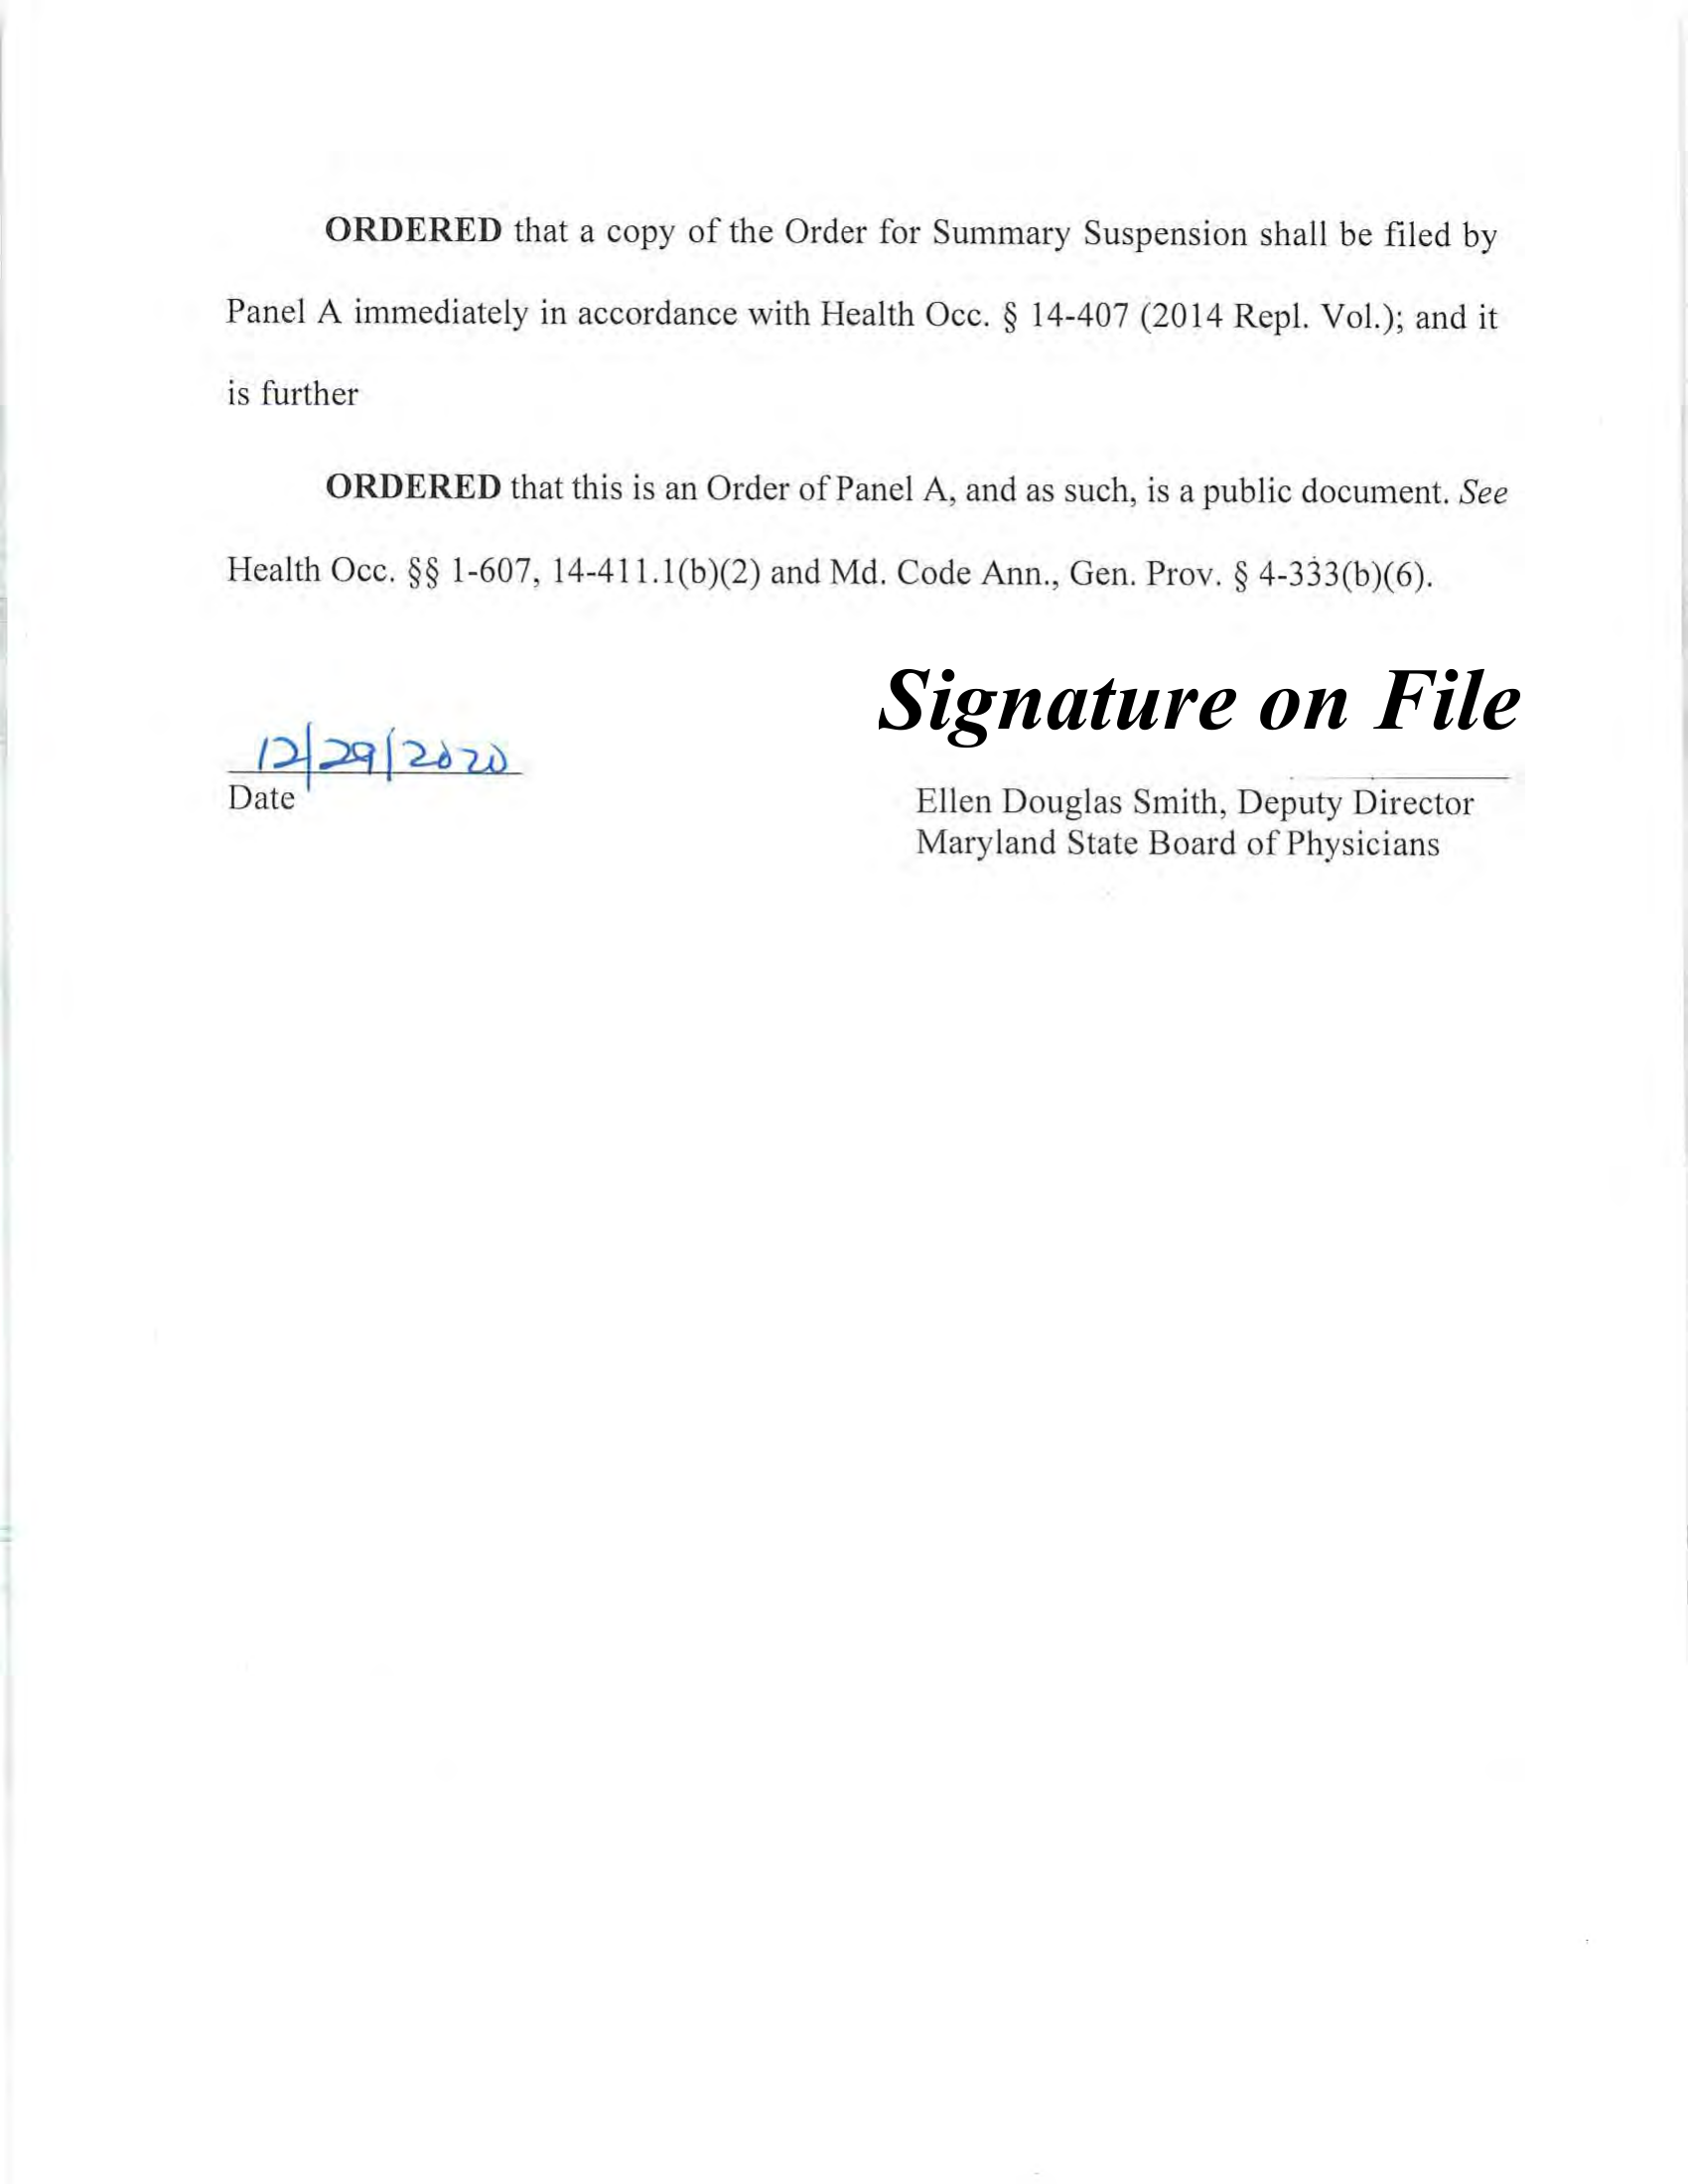 ORDERED that a copy of the Order for Summary Suspension shall be filed by
Panel A immediately in accordance with Health Occ. § 14-407 (2014 Repl. Vol.); and it
is further
ORDERED that this is an Order of Panel A, and as such, is a public document. See
Health Occ. §§ 1-607, 14-411.1(b)(2) and Md. Code Ann., Gen. Prov. § 4-333(b)(6).
Signature on File
12/29/2020
Date
Ellen Douglas Smith, Deputy Director
Maryland State Board of Physicians